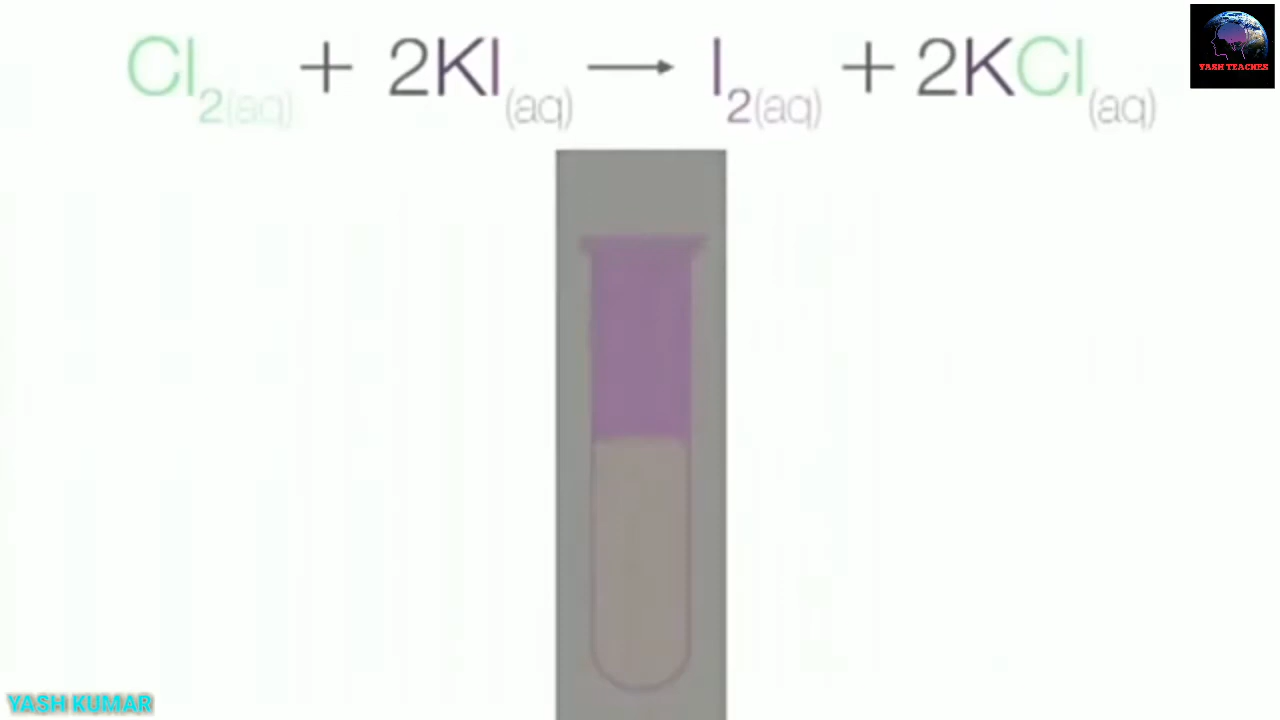 Cl2(aq) + 2KI(aq) → I2(aq) + 2KCl(aq)
YASH TEACHES
YASH KUMAR